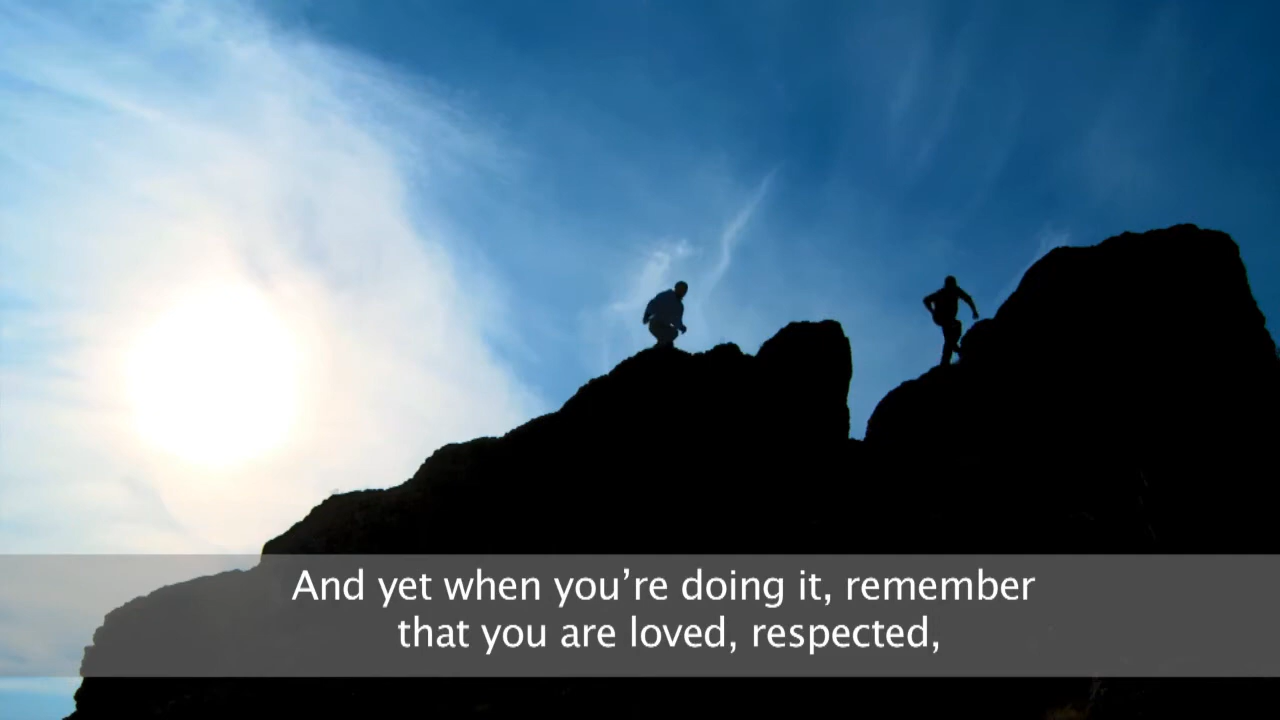 And yet when you’re doing it, remember
that you are loved, respected,